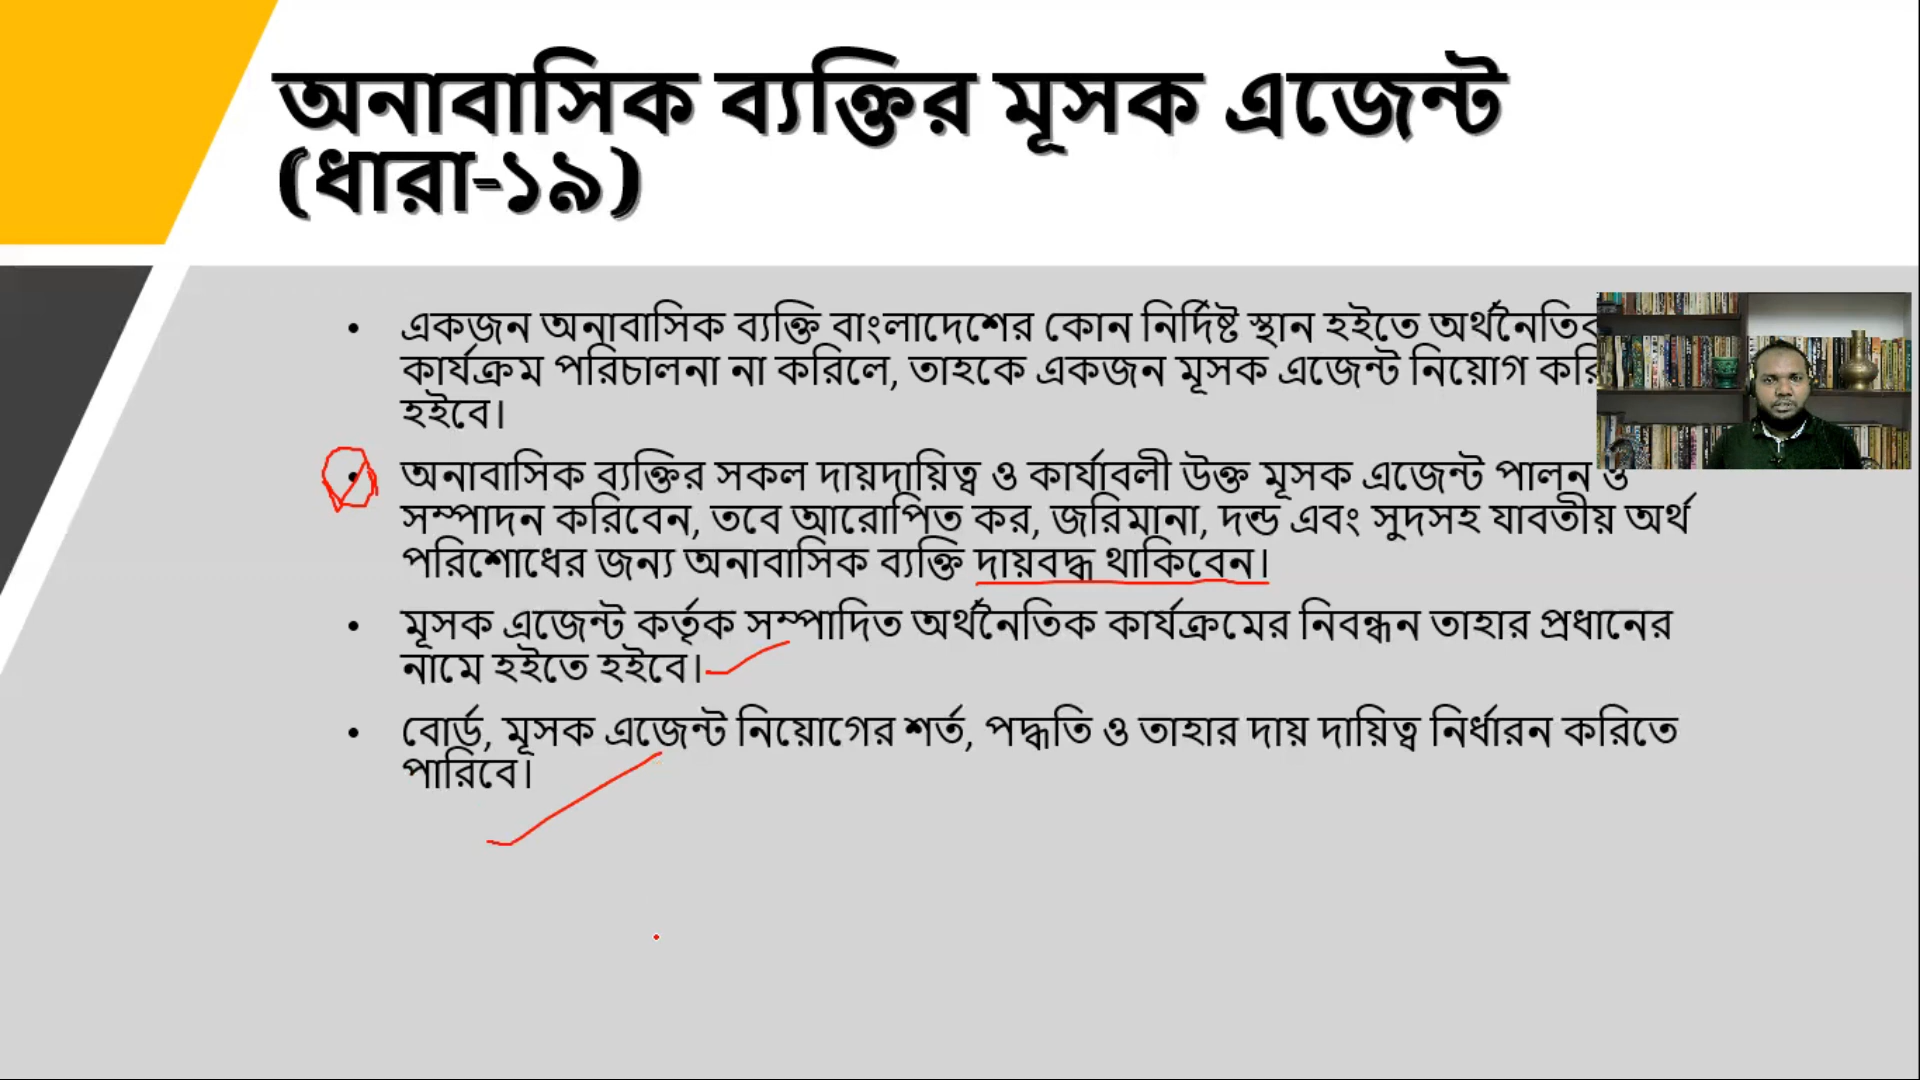 অনাবাসিক ব্যক্তির মূসক এজেন্ট
(ধারা-১৯)
• একজন অনাবাসিক ব্যক্তি বাংলাদেশের কোন নির্দিষ্ট স্থান হইতে অর্থনৈতিক
কার্যক্রম পরিচালনা না করিলে, তাহকে একজন মূসক এজেন্ট নিয়োগ
হইবে।
• অনাবাসিক ব্যক্তির সকল দায়দায়িত্ব ও কার্যাবলী উক্ত মূসক এজেন্ট পালন ও
সম্পাদন করিবেন, তবে আরোপিত কর, জরিমানা, দন্ড এবং সুদসহ যাবতীয় অর্থ
পরিশোধের জন্য অনাবাসিক ব্যক্তি দায়বদ্ধ থাকিবেন।
• মূসক এজেন্ট কর্তৃক সম্পাদিত অর্থনৈতিক কার্যক্রমের নিবন্ধন তাহার প্রধানের
নামে হইতে হইবে।
• বোর্ড, মূসক এজেন্ট নিয়োগের শর্ত, পদ্ধতি ও তাহার দায় দায়িত্ব নির্ধারন করিতে
পারিবে।